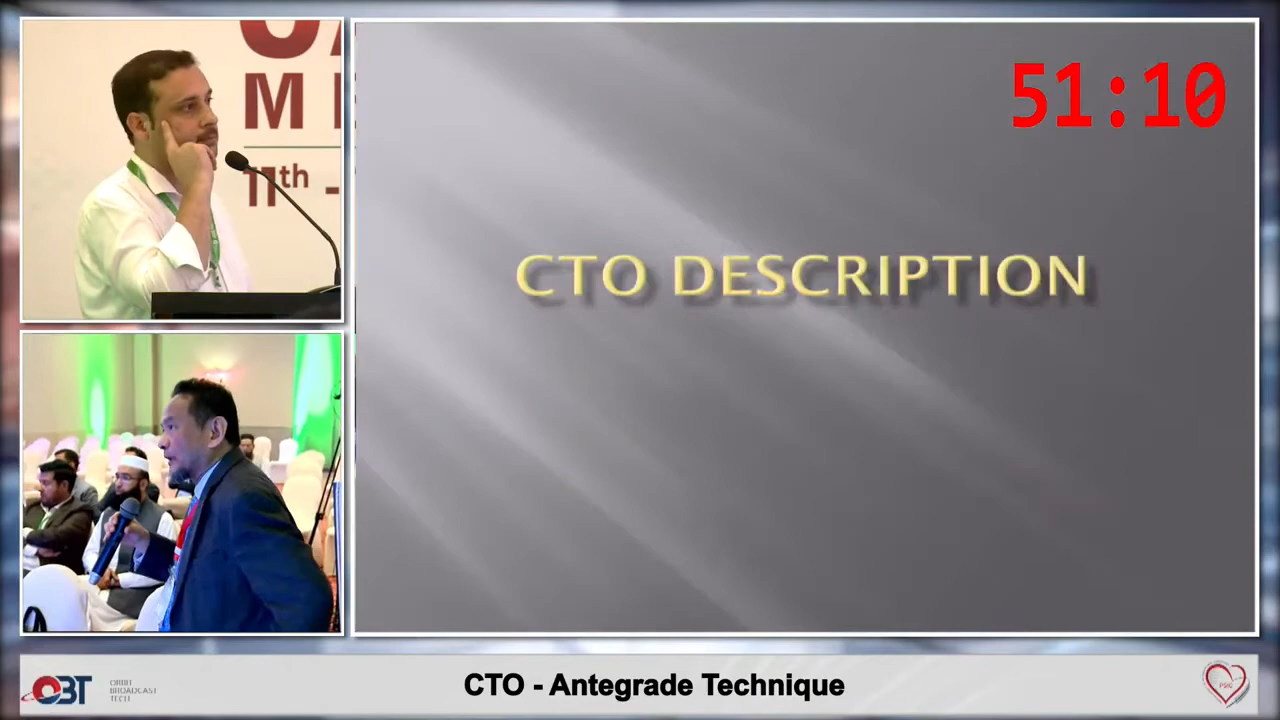 M
11th -
51:10
CTO DESCRIPTION
OBT
ORBIT
BROADCAST
TECH
CTO - Antegrade Technique